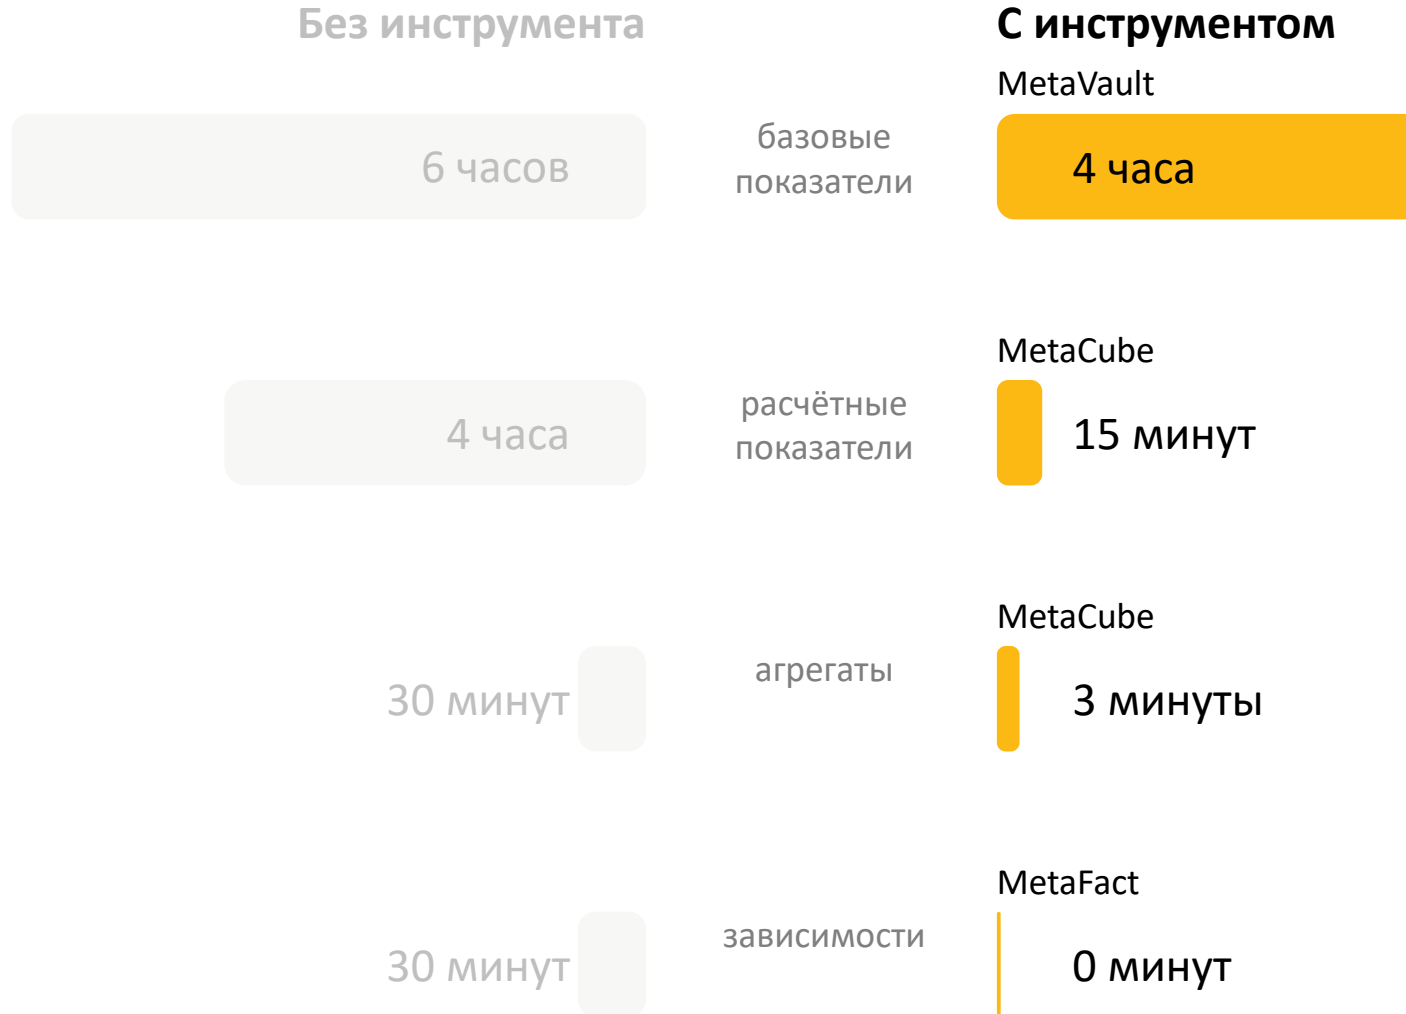 Без инструмента
С инструментом
MetaVault
6 часов
базовые
показатели
4 часа
MetaCube
4 часа
расчётные
показатели
15 минут
MetaCube
30 минут
агрегаты
3 минуты
MetaFact
30 минут
зависимости
0 минут